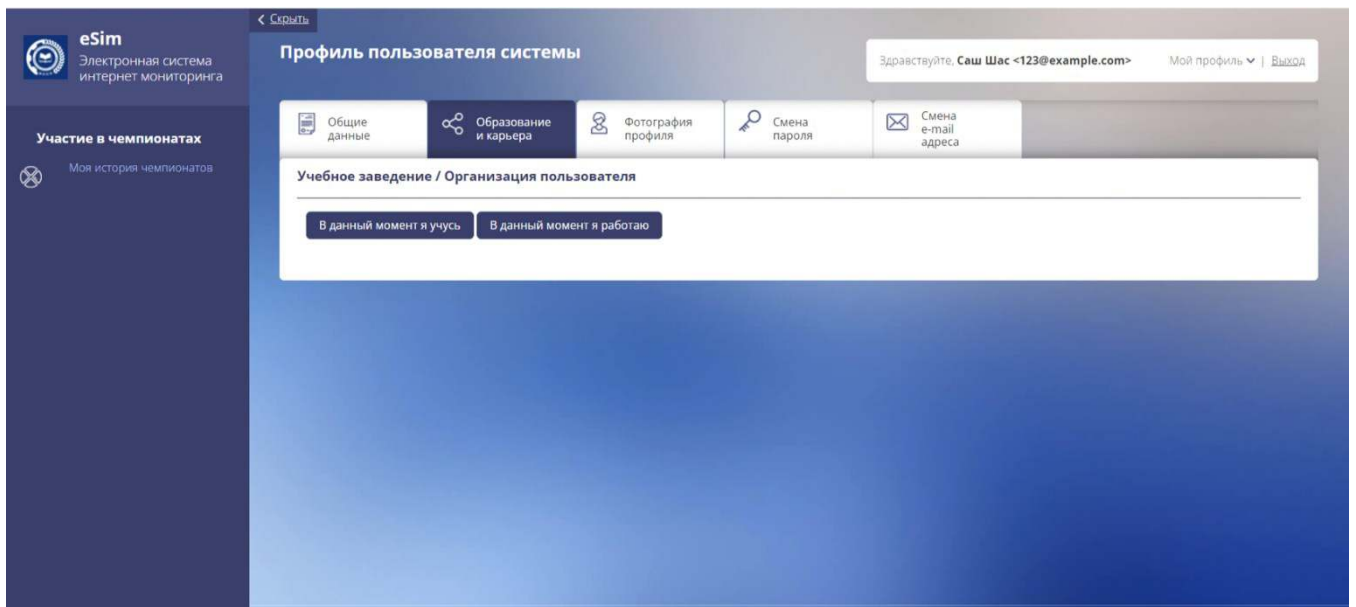 Скрыть
eSim
Электронная система
интернет мониторинга
Участие в чемпионатах
Моя история чемпионатов
Профиль пользователя системы
Здравствуйте, Саш Шас <123@example.com>
Мой профиль | Выход
Общие
данные
Образование
и карьера
Фотография
профиля
Смена
пароля
Смена
e-mail
адреса
Учебное заведение / Организация пользователя
В данный момент я учусь
В данный момент я работаю